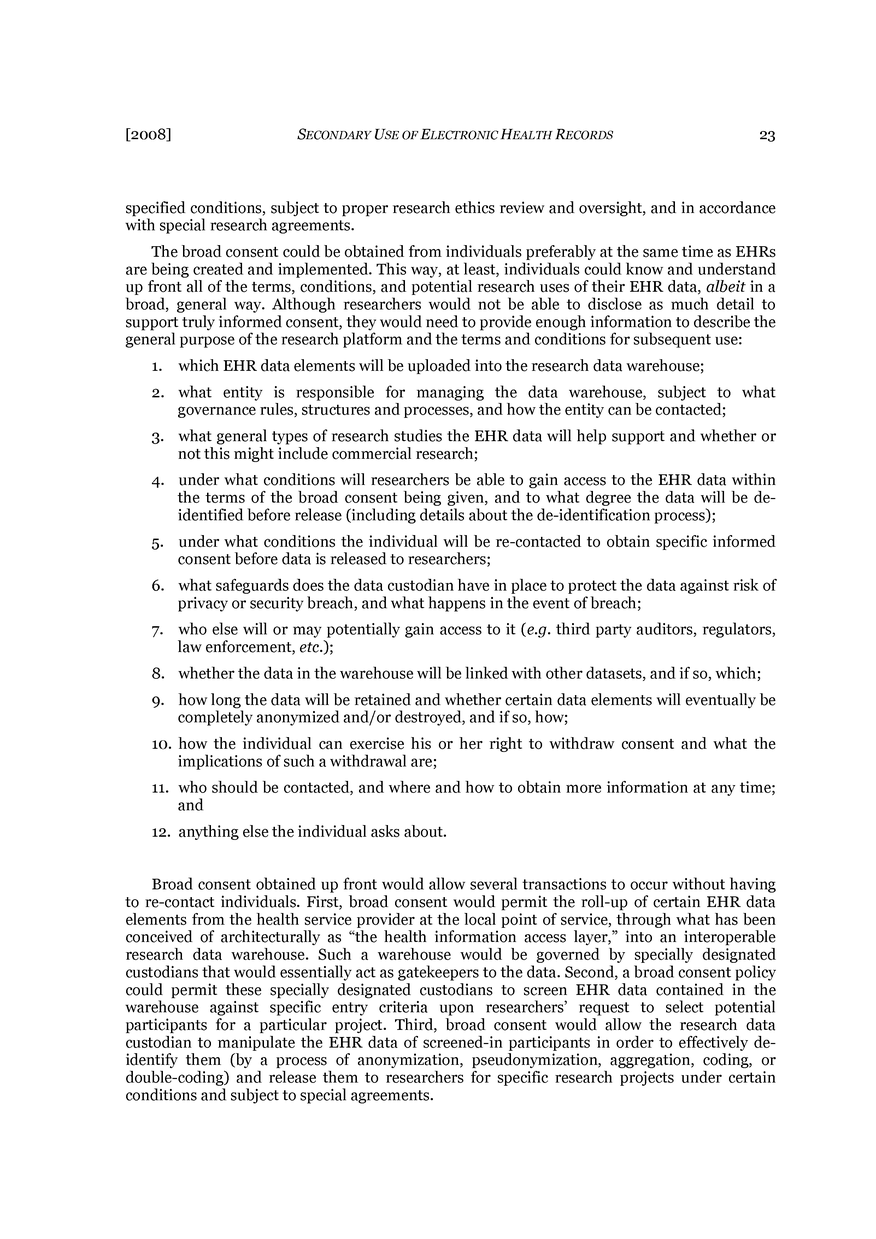 [2008] SECONDARY USE OF ELECTRONIC HEALTH RECORDS 23
specified conditions, subject to proper research ethics review and oversight, and in accordance
with special research agreements.
The broad consent could be obtained from individuals preferably at the same time as EHRs
are being created and implemented. This way, at least, individuals could know and understand
up front all of the terms, conditions, and potential research uses of their EHR data, albeit in a
broad, general way. Although researchers would not be able to disclose as much detail to
support truly informed consent, they would need to provide enough information to describe the
general purpose of the research platform and the terms and conditions for subsequent use:
1. which EHR data elements will be uploaded into the research data warehouse;
2. what entity is responsible for managing the data warehouse, subject to what
governance rules, structures and processes, and how the entity can be contacted;
3. what general types of research studies the EHR data will help support and whether or
not this might include commercial research;
4. under what conditions will researchers be able to gain access to the EHR data within
the terms of the broad consent being given, and to what degree the data will be de-
identified before release (including details about the de-identification process);
5. under what conditions the individual will be re-contacted to obtain specific informed
consent before data is released to researchers;
6. what safeguards does the data custodian have in place to protect the data against risk of
privacy or security breach, and what happens in the event of breach;
7. who else will or may potentially gain access to it (e.g. third party auditors, regulators,
law enforcement, etc.);
8. whether the data in the warehouse will be linked with other datasets, and if so, which;
9. how long the data will be retained and whether certain data elements will eventually be
completely anonymized and/or destroyed, and if so, how;
10. how the individual can exercise his or her right to withdraw consent and what the
implications of such a withdrawal are;
11. who should be contacted, and where and how to obtain more information at any time;
and
12. anything else the individual asks about.
Broad consent obtained up front would allow several transactions to occur without having
to re-contact individuals. First, broad consent would permit the roll-up of certain EHR data
elements from the health service provider at the local point of service, through what has been
conceived of architecturally as “the health information access layer,” into an interoperable
research data warehouse. Such a warehouse would be governed by specially designated
custodians that would essentially act as gatekeepers to the data. Second, a broad consent policy
could permit these specially designated custodians to screen EHR data contained in the
warehouse against specific entry criteria upon researchers’ request to select potential
participants for a particular project. Third, broad consent would allow the research data
custodian to manipulate the EHR data of screened-in participants in order to effectively de-
identify them (by a process of anonymization, pseudonymization, aggregation, coding, or
double-coding) and release them to researchers for specific research projects under certain
conditions and subject to special agreements.